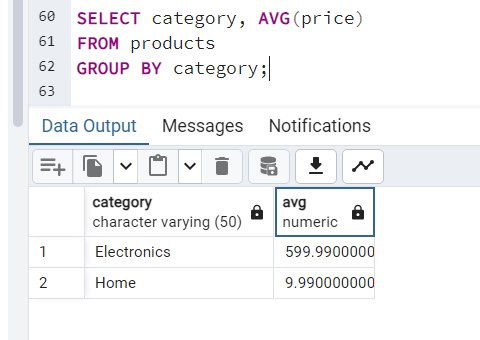 60 SELECT category, AVG(price)
61 FROM products
62 GROUP BY category;
63
Data Output Messages Notifications
category
character varying (50)
avg
numeric
1 Electronics 599.9900000
2 Home 9.990000000